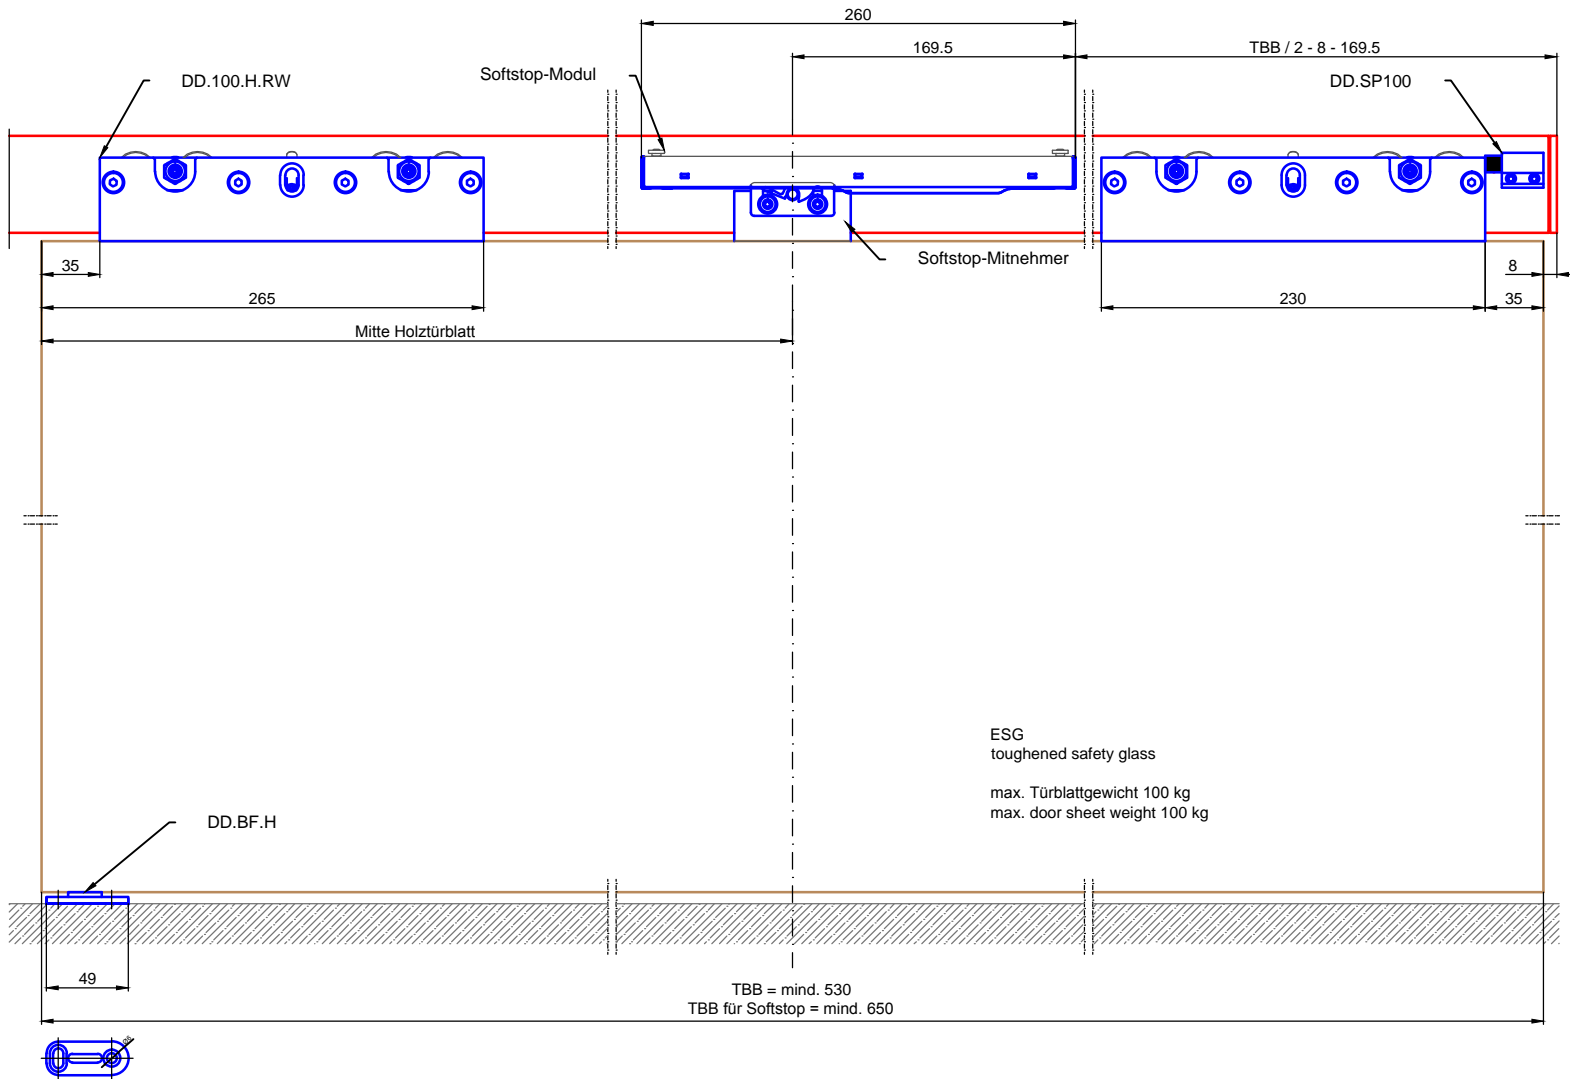 260
169.5
TBB / 2 - 8 - 169.5
DD.100.H.RW
Softstop-Modul
DD.SP100
Softstop-Mitnehmer
35
8
265
230
35
Mitte Holztürblatt
ESG
toughened safety glass
max. Türblattgewicht 100 kg
max. door sheet weight 100 kg
DD.BF.H
49
TBB = mind. 530
TBB für Softstop = mind. 650